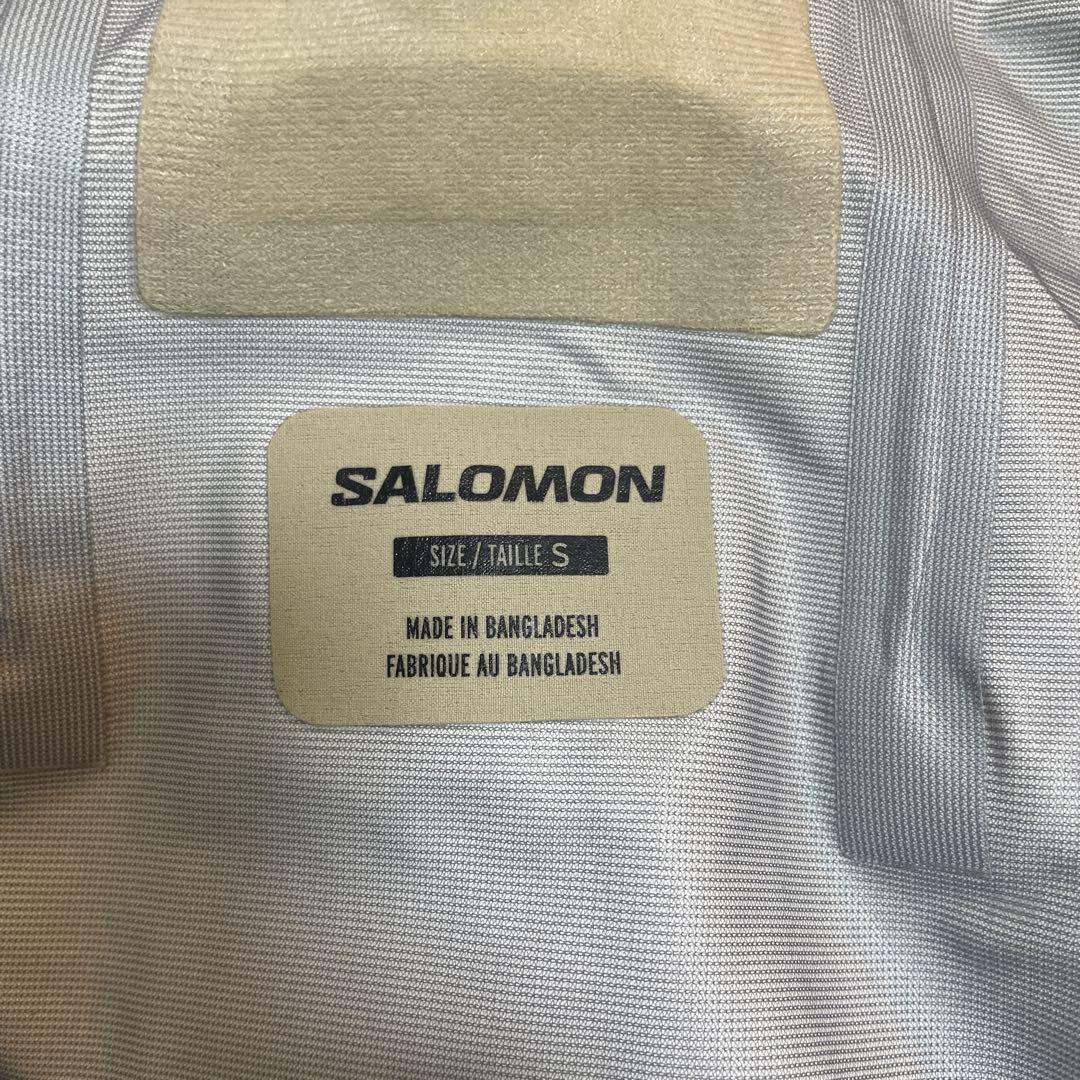 SALOMON
SIZE / TAILLE S
MADE IN BANGLADESH
FABRIQUE AU BANGLADESH